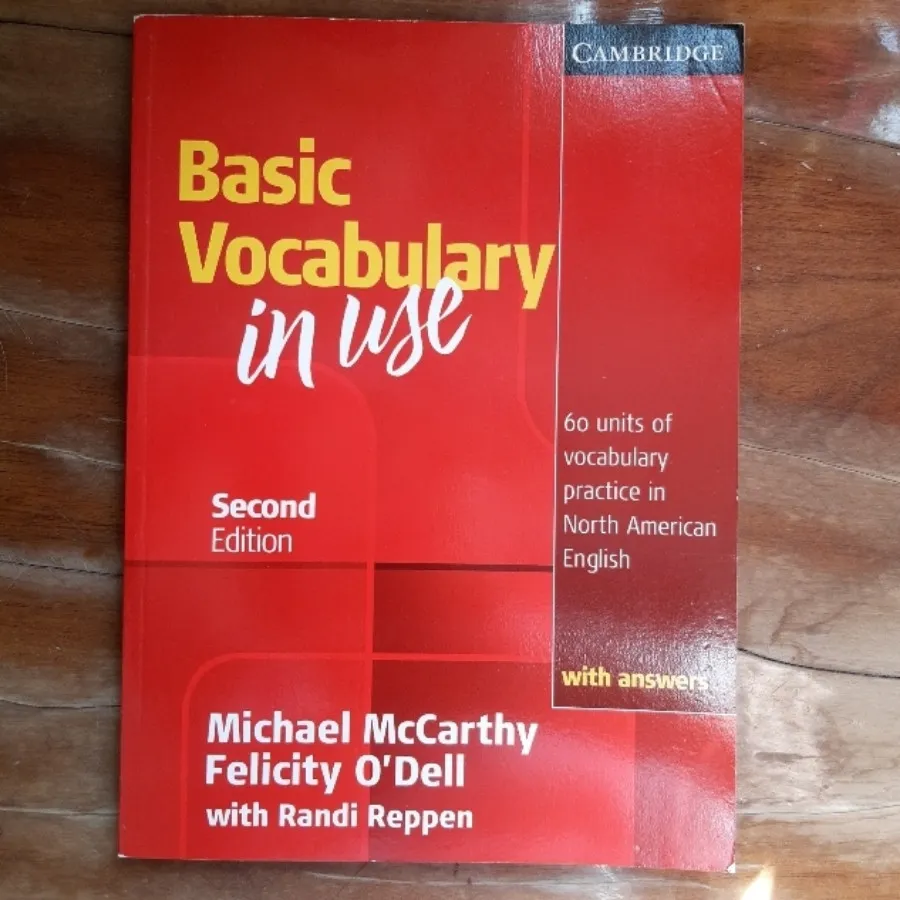 CAMBRIDGE
Basic
Vocabulary
in use
60 units of
vocabulary
practice in
North American
English
Second
Edition
with answers
Michael McCarthy
Felicity O'Dell
with Randi Reppen